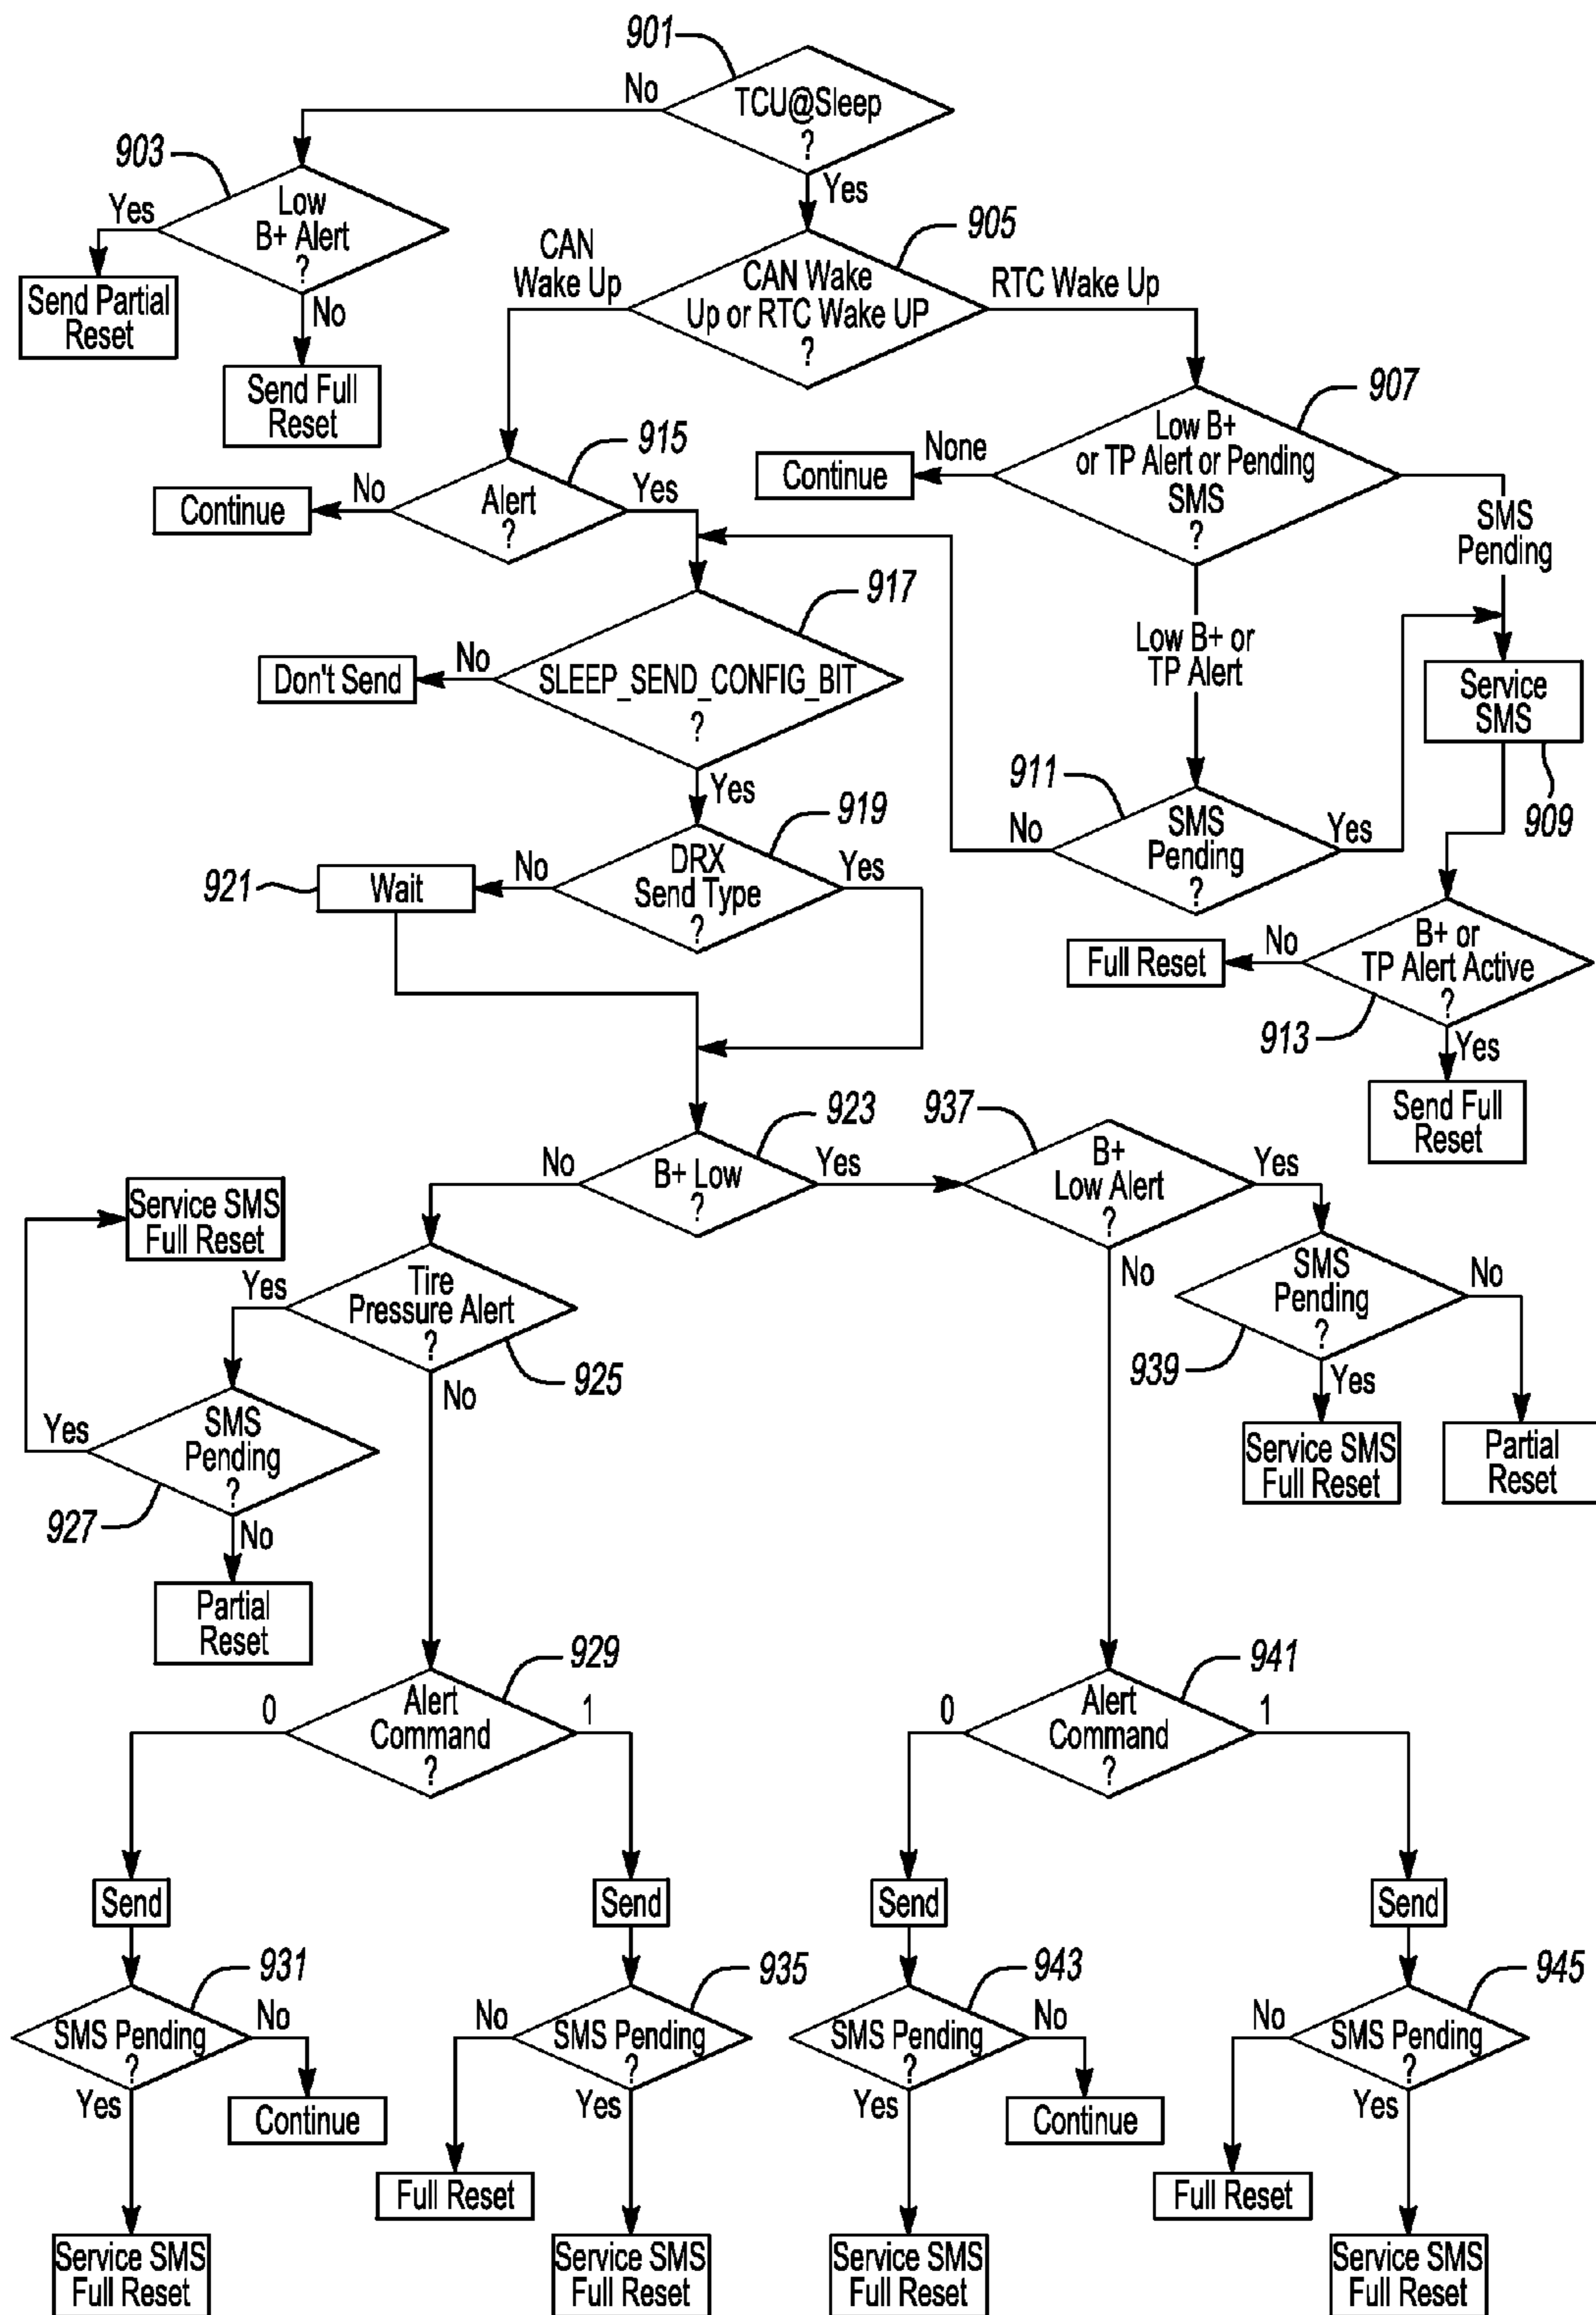 901
No
TCU@Sleep
?
Yes
903
Yes
Low
B+ Alert
?
No
Send Partial
Reset
Send Full
Reset
905
CAN
Wake Up
CAN Wake
Up or RTC Wake UP
?
RTC Wake Up
907
Low B+
or TP Alert or Pending
SMS
?
None
Continue
SMS
Pending
915
No
Continue
Alert
?
Yes
917
No
Don't Send
SLEEP_SEND_CONFIG_BIT
?
Yes
Low B+ or
TP Alert
Service
SMS
909
911
No
SMS
Pending
?
Yes
919
921
Wait
No
DRX
Send Type
?
Yes
Full Reset
No
B+ or
TP Alert Active
?
913
Yes
Send Full
Reset
923
No
B+ Low
?
Yes
937
B+
Low Alert
?
Yes
No
Service SMS
Full Reset
Yes
Tire
Pressure Alert
?
925
No
SMS
Pending
?
No
939
Yes
Service SMS
Full Reset
Partial
Reset
Yes
SMS
Pending
?
927
No
Partial
Reset
929
0
Alert
Command
?
1
941
0
Alert
Command
?
1
Send
Send
Send
Send
931
SMS Pending
?
No
Yes
Continue
Service SMS
Full Reset
935
No
SMS Pending
?
Yes
Full Reset
Service SMS
Full Reset
943
SMS Pending
?
No
Yes
Continue
Service SMS
Full Reset
945
No
SMS Pending
?
Yes
Full Reset
Service SMS
Full Reset